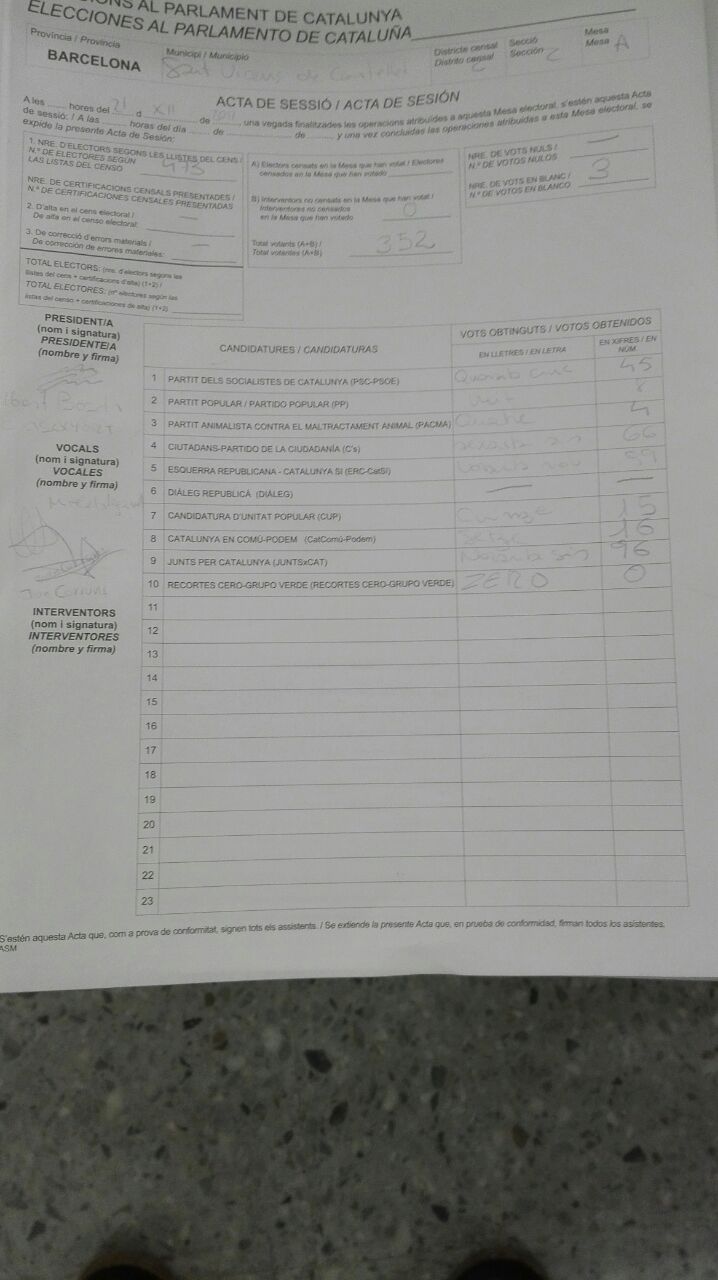 ELECCIONS AL PARLAMENT DE CATALUNYA
ELECCIONES AL PARLAMENTO DE CATALUÑA
Província / Provincia
BARCELONA
Municipi / Municipio
Sant Vicenç de
Districte censal
Distrito censal
Secció
Sección 2
Mesa
Mesa A
ACTA DE SESSIÓ / ACTA DE SESIÓN
A les ........ hores del 21 d XII de ........, una vegada finalitzades les operacions atribuïdes a aquesta Mesa electoral, s'estén aquesta Acta
de sessió: / A las ........ horas del día ........ de ........ de ........ y una vez concluidas las operaciones atribuidas a esta Mesa electoral, se
expide la presente Acta de Sesión:
1. NRE. D'ELECTORS SEGONS LES LLISTES DEL CENS /
N.º DE ELECTORES SEGÚN
LAS LISTAS DEL CENSO 473
NRE. DE CERTIFICACIONS CENSALS PRESENTADES /
N.º DE CERTIFICACIONES CENSALES PRESENTADAS
2. D'alta en el cens electoral /
De alta en el censo electoral: —
3. De correcció d'errors materials /
De corrección de errores materiales: —
TOTAL ELECTORS: (nre. d'electors segons les
llistes del cens + certificacions d'alta) (1+2) /
TOTAL ELECTORES: (nº electores según las
listas del censo + certificaciones de alta) (1+2)
A) Electors censats en la Mesa que han votat / Electores
censados en la Mesa que han votado
B) Interventors no censats en la Mesa que han votat /
Interventores no censados
en la Mesa que han votado 0
Total votants (A+B) /
Total votantes (A+B) 352
NRE. DE VOTS NULS /
N.º DE VOTOS NULOS —
NRE. DE VOTS EN BLANC /
N.º DE VOTOS EN BLANCO 3
PRESIDENT/A
(nom i signatura)
PRESIDENTE/A
(nombre y firma)
VOCALS
(nom i signatura)
VOCALES
(nombre y firma)
INTERVENTORS
(nom i signatura)
INTERVENTORES
(nombre y firma)
CANDIDATURES / CANDIDATURAS
VOTS OBTINGUTS / VOTOS OBTENIDOS
EN LLETRES / EN LETRA
EN XIFRES / EN NÚM.
1 PARTIT DELS SOCIALISTES DE CATALUNYA (PSC-PSOE) Quaranta cinc 45
2 PARTIT POPULAR / PARTIDO POPULAR (PP) Vuit
3 PARTIT ANIMALISTA CONTRA EL MALTRACTAMENT ANIMAL (PACMA) Quatre 4
4 CIUTADANS-PARTIDO DE LA CIUDADANÍA (C's) seixanta sis 66
5 ESQUERRA REPUBLICANA - CATALUNYA SÍ (ERC-CatSí)
6 DIÀLEG REPUBLICÀ (DIÀLEG) — —
7 CANDIDATURA D'UNITAT POPULAR (CUP) Quinze 15
8 CATALUNYA EN COMÚ-PODEM (CatComú-Podem) setze 16
9 JUNTS PER CATALUNYA (JUNTSxCAT) Noranta sis 96
10 RECORTES CERO-GRUPO VERDE (RECORTES CERO-GRUPO VERDE) ZERO 0
11
12
13
14
15
16
17
18
19
20
21
22
23
S'estén aquesta Acta que, com a prova de conformitat, signen tots els assistents. / Se extiende la presente Acta que, en prueba de conformidad, firman todos los asistentes.
ASM